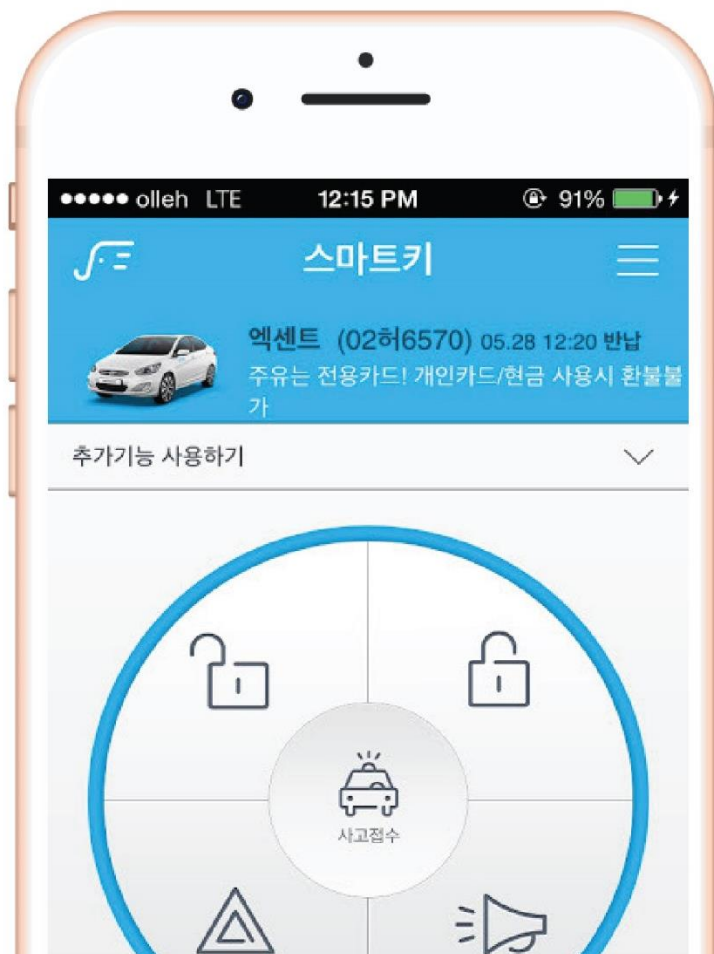 olleh LTE 12:15 PM 91%
스마트키
엑센트 (02허6570) 05.28 12:20 반납
주유는 전용카드! 개인카드/현금 사용시 환불불
가
추가기능 사용하기
사고접수